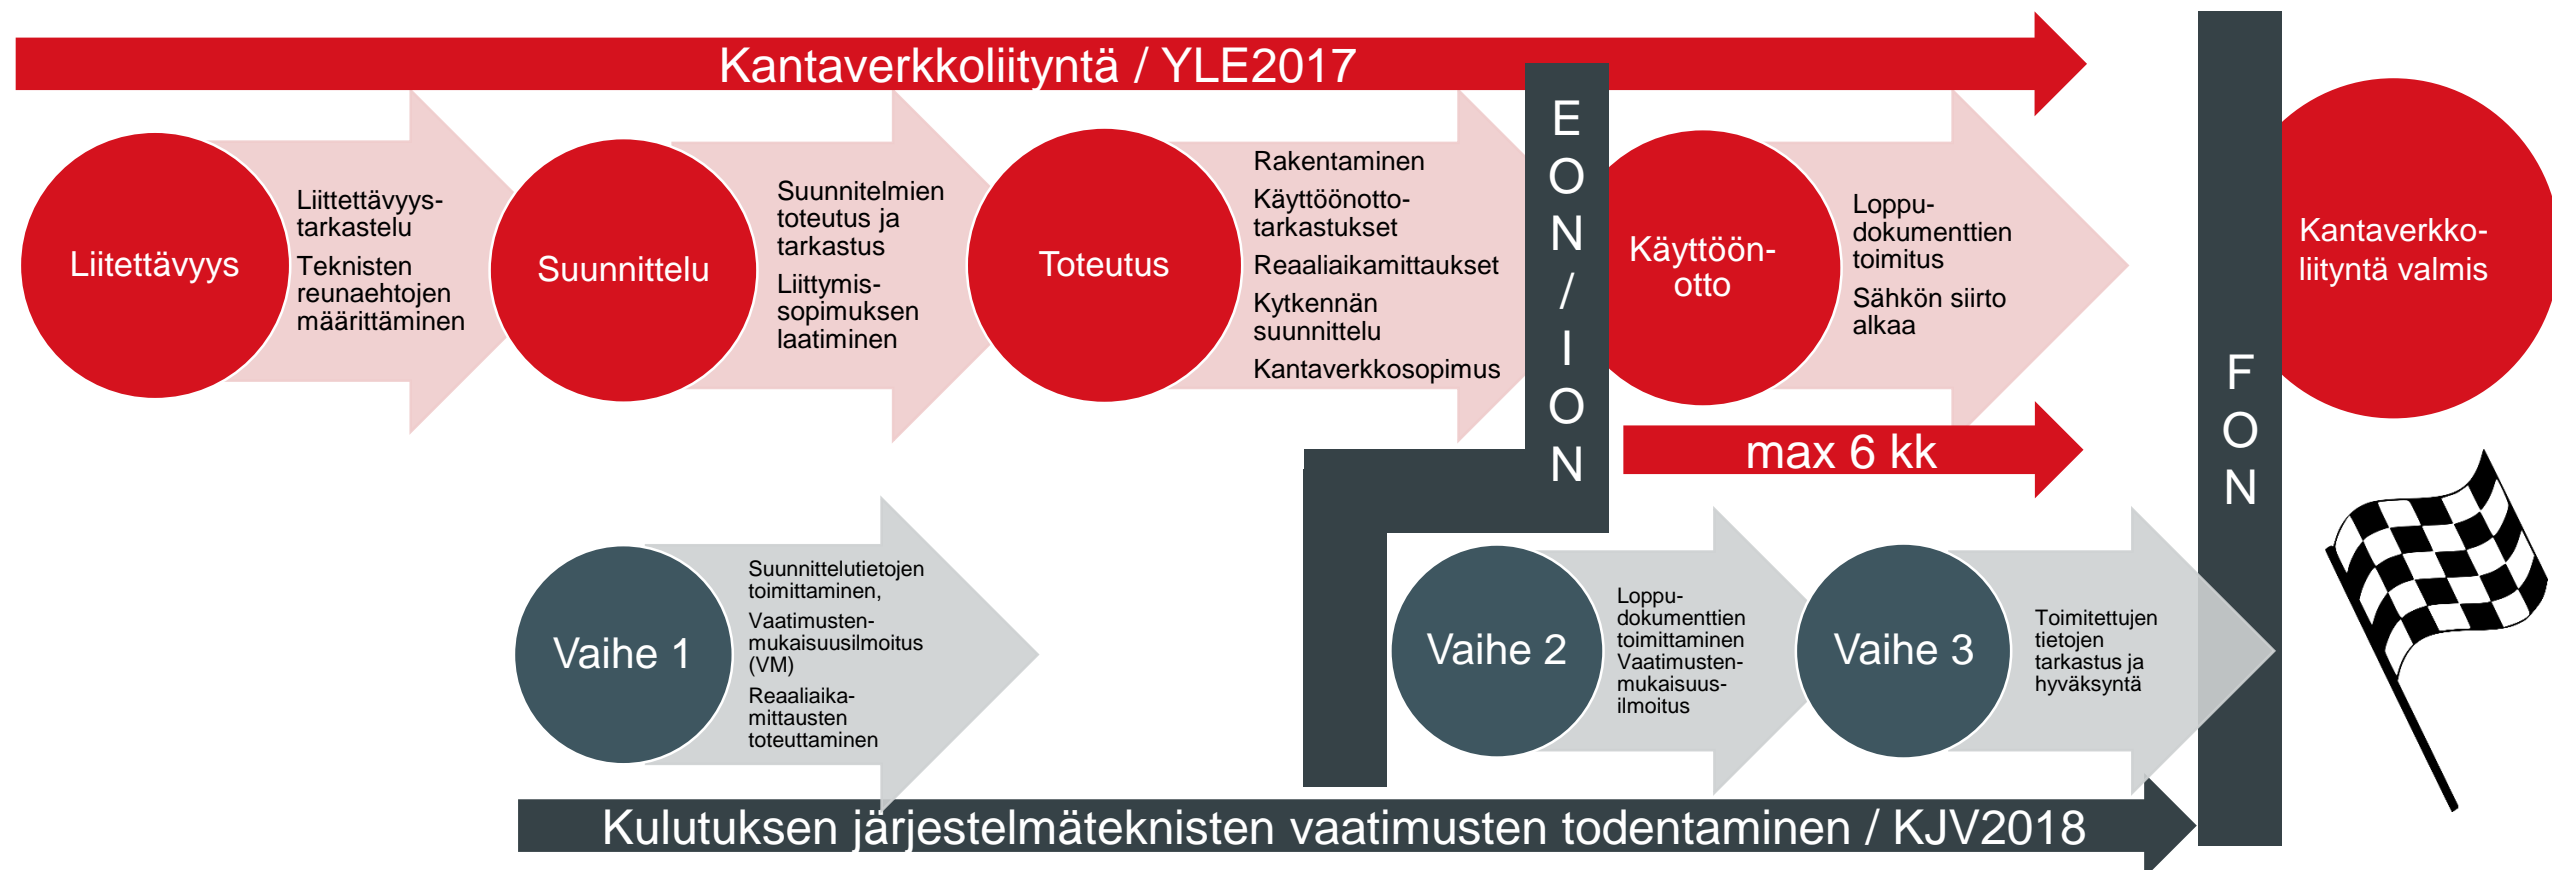 Kantaverkkoliityntä / YLE2017
Liitettävyys
Liittettävyys-
tarkastelu
Teknisten
reunaehtojen
määrittäminen
Suunnittelu
Suunnitelmien
toteutus ja
tarkastus
Liittymis-
sopimuksen
laatiminen
Toteutus
Rakentaminen
Käyttöönotto-
tarkastukset
Reaaliaikamittaukset
Kytkennän
suunnittelu
Kantaverkkosopimus
E
O
N
/
I
O
N
Käyttöön-
otto
Loppu-
dokumenttien
toimitus
Sähkön siirto
alkaa
max 6 kk
F
O
N
Kantaverkko-
liityntä valmis
Vaihe 1
Suunnittelutietojen
toimittaminen,
Vaatimusten-
mukaisuusilmoitus
(VM)
Reaaliaika-
mittausten
toteuttaminen
Vaihe 2
Loppu-
dokumenttien
toimittaminen
Vaatimusten-
mukaisuus-
ilmoitus
Vaihe 3
Toimitettujen
tietojen
tarkastus ja
hyväksyntä
Kulutuksen järjestelmäteknisten vaatimusten todentaminen / KJV2018